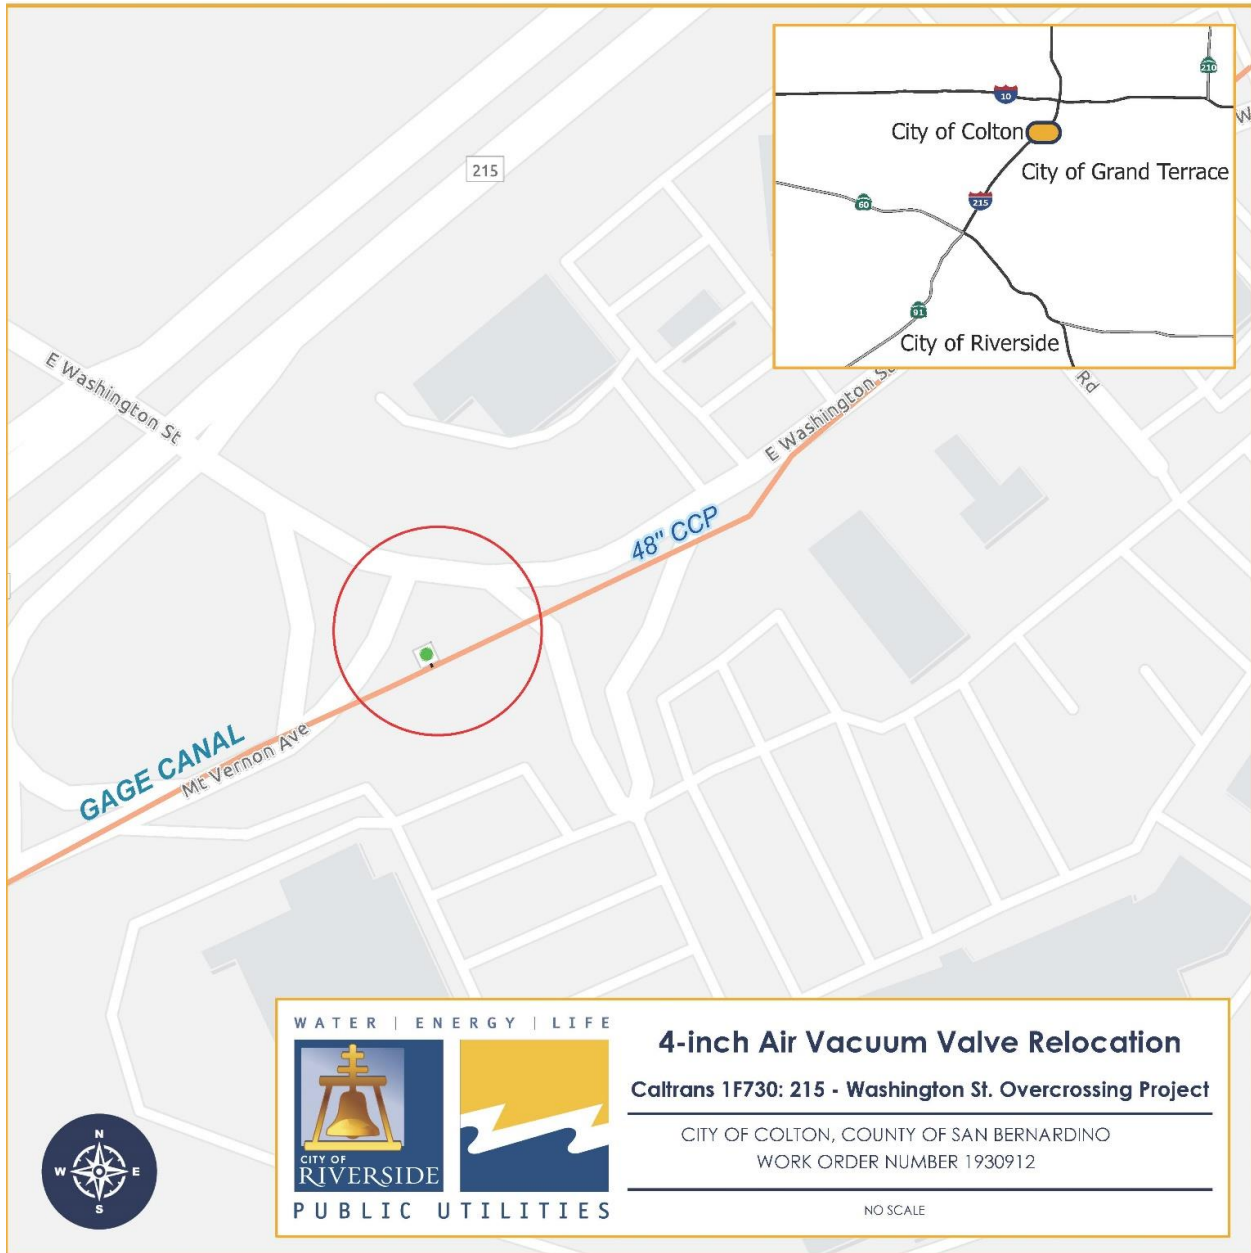 210
10
City of Colton
City of Grand Terrace
215
60
215
91
City of Riverside
W
Rd
E Washington St
E Washington St
48" CCP
GAGE CANAL
Mt Vernon Ave
WATER | ENERGY | LIFE
CITY OF
RIVERSIDE
PUBLIC UTILITIES
4-inch Air Vacuum Valve Relocation
Caltrans 1F730: 215 - Washington St. Overcrossing Project
CITY OF COLTON, COUNTY OF SAN BERNARDINO
WORK ORDER NUMBER 1930912
NO SCALE
N
W
E
S